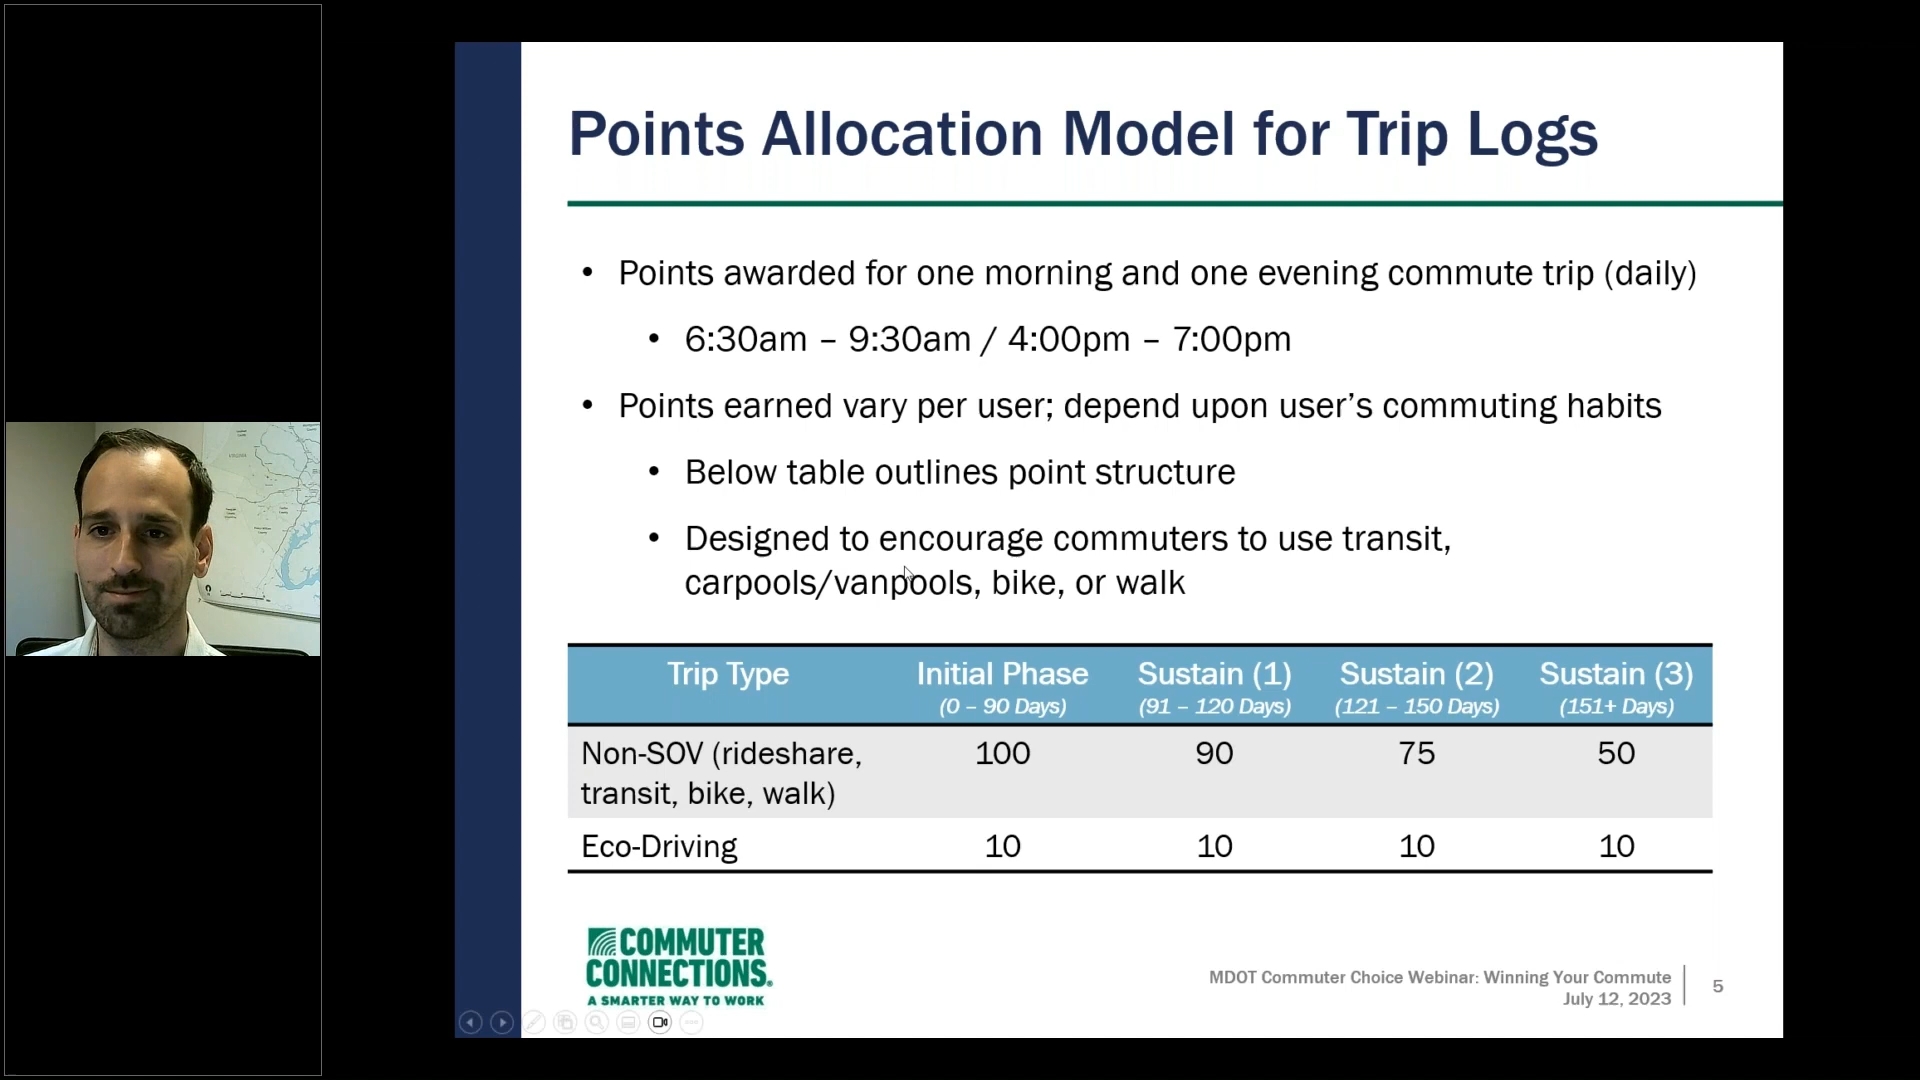 Points Allocation Model for Trip Logs
• Points awarded for one morning and one evening commute trip (daily)
• 6:30am – 9:30am / 4:00pm – 7:00pm
• Points earned vary per user; depend upon user’s commuting habits
• Below table outlines point structure
• Designed to encourage commuters to use transit,
carpools/vanpools, bike, or walk
Trip Type Initial Phase Sustain (1) Sustain (2) Sustain (3)
(0 – 90 Days) (91 – 120 Days) (121 – 150 Days) (151+ Days)
Non-SOV (rideshare, 100 90 75 50
transit, bike, walk)
Eco-Driving 10 10 10 10
COMMUTER
CONNECTIONS®
A SMARTER WAY TO WORK
MDOT Commuter Choice Webinar: Winning Your Commute
July 12, 2023
5